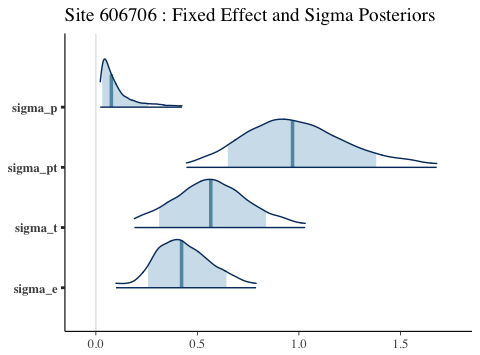 Site 606706 : Fixed Effect and Sigma Posteriors
sigma_p
sigma_pt
sigma_t
sigma_e
0.0 0.5 1.0 1.5